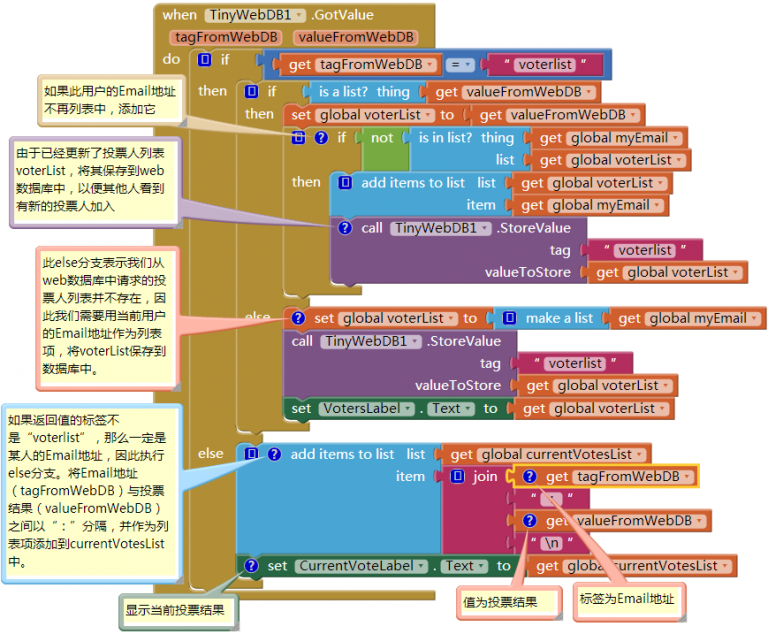 when TinyWebDB1 .GotValue
tagFromWebDB valueFromWebDB
do if get tagFromWebDB = " voterlist "
then if is a list? thing get valueFromWebDB
then set global voterList to get valueFromWebDB
if not is in list? thing get global myEmail
list get global voterList
then add items to list list get global voterList
item get global myEmail
call TinyWebDB1 .StoreValue
tag " voterlist "
valueToStore get global voterList
else set global voterList to make a list get global myEmail
call TinyWebDB1 .StoreValue
tag " voterlist "
valueToStore get global voterList
set VotersLabel . Text to get global voterList
else add items to list list get global currentVotesList
item join get tagFromWebDB
" : "
get valueFromWebDB
" \n "
set CurrentVoteLabel . Text to get global currentVotesList
如果此用户的Email地址
不再列表中，添加它
由于已经更新了投票人列表
voterList，将其保存到web
数据库中，以便其他人看到
有新的投票人加入
此else分支表示我们从
web数据库中请求的投
票人列表并不存在，因
此我们需要用当前用户
的Email地址作为列表
项，将voterList保存到
数据库中。
如果返回值的标签不
是“voterlist”，那么一定是
某人的Email地址，因此执行
else分支。将Email地址
（tagFromWebDB）与投票
结果（valueFromWebDB）
之间以“：”分隔，并作为列
表项添加到currentVotesList
中。
显示当前投票结果
值为投票结果
标签为Email地址